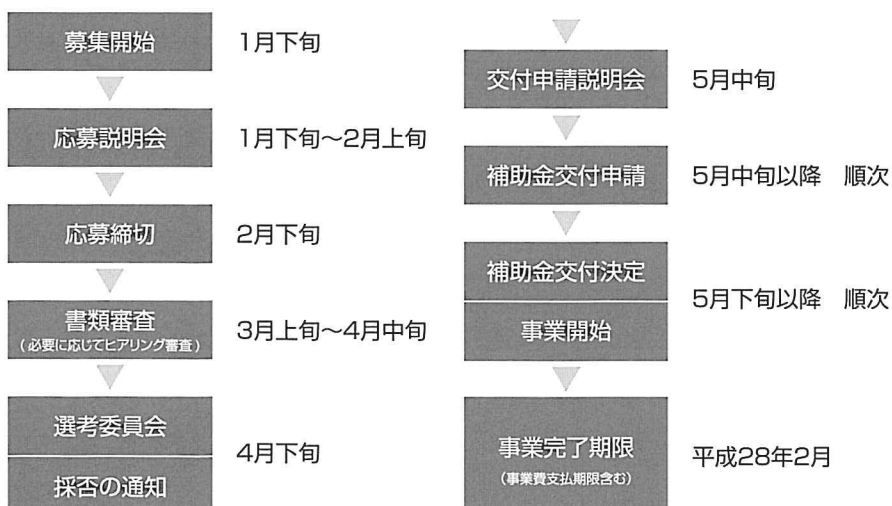 募集開始
1月下旬
応募説明会
1月下旬～2月上旬
応募締切
2月下旬
書類審査
(必要に応じてヒアリング審査)
3月上旬～4月中旬
選考委員会
採否の通知
4月下旬
交付申請説明会
5月中旬
補助金交付申請
5月中旬以降　順次
補助金交付決定
事業開始
5月下旬以降　順次
事業完了期限
(事業費支払期限含む)
平成28年2月